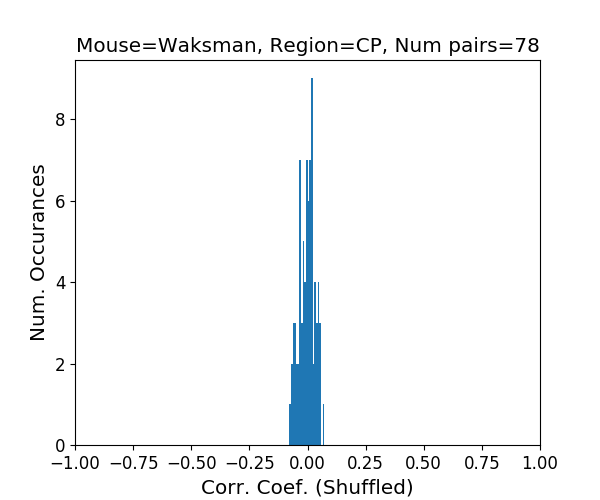 Mouse=Waksman, Region=CP, Num pairs=78
Num. Occurances
8
6
4
2
0
−1.00 −0.75 −0.50 −0.25 0.00 0.25 0.50 0.75 1.00
Corr. Coef. (Shuffled)